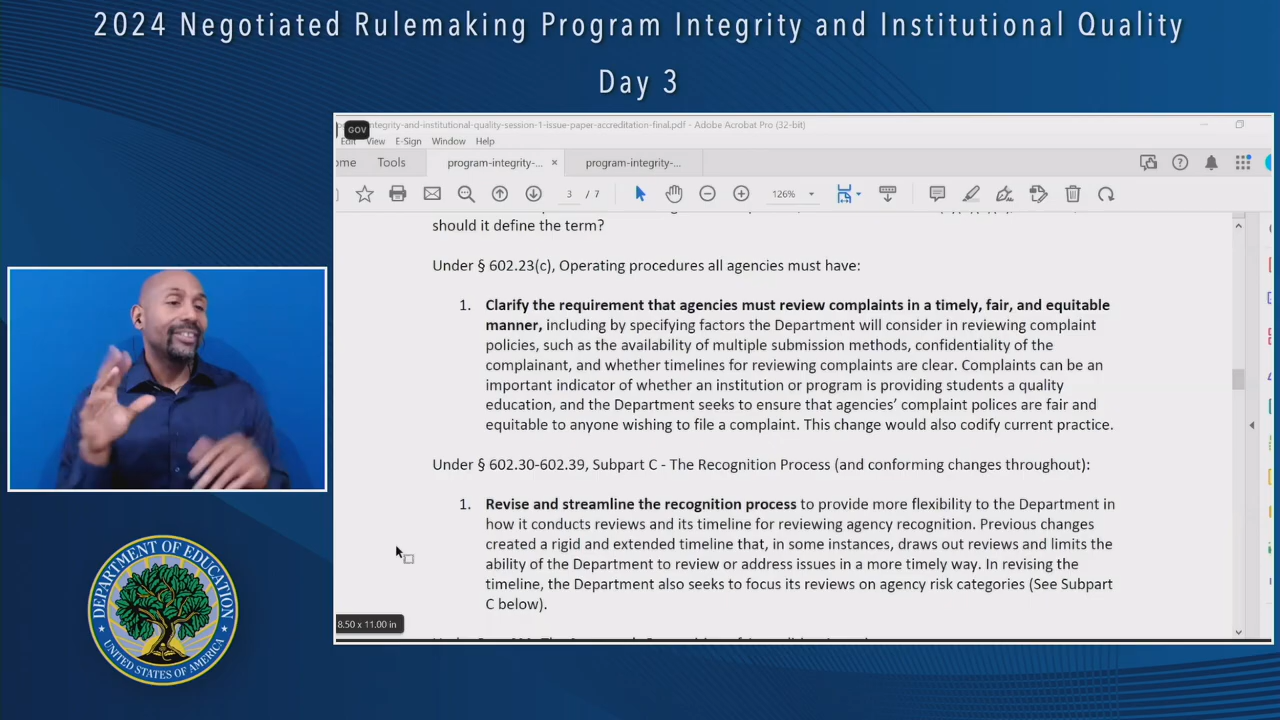 2024 Negotiated Rulemaking Program Integrity and Institutional Quality
Day 3
GOV
integrity-and-institutional-quality-session-1-issue-paper-accreditation-final.pdf - Adobe Acrobat Pro (32-bit)
Edit View E-Sign Window Help
ome Tools program-integrity-... × program-integrity-...
3 / 7 126%
should it define the term?
Under § 602.23(c), Operating procedures all agencies must have:
1. Clarify the requirement that agencies must review complaints in a timely, fair, and equitable
manner, including by specifying factors the Department will consider in reviewing complaint
policies, such as the availability of multiple submission methods, confidentiality of the
complainant, and whether timelines for reviewing complaints are clear. Complaints can be an
important indicator of whether an institution or program is providing students a quality
education, and the Department seeks to ensure that agencies’ complaint polices are fair and
equitable to anyone wishing to file a complaint. This change would also codify current practice.
Under § 602.30-602.39, Subpart C - The Recognition Process (and conforming changes throughout):
1. Revise and streamline the recognition process to provide more flexibility to the Department in
how it conducts reviews and its timeline for reviewing agency recognition. Previous changes
created a rigid and extended timeline that, in some instances, draws out reviews and limits the
ability of the Department to review or address issues in a more timely way. In revising the
timeline, the Department also seeks to focus its reviews on agency risk categories (See Subpart
C below).
8.50 x 11.00 in
DEPARTMENT OF EDUCATION
UNITED STATES OF AMERICA